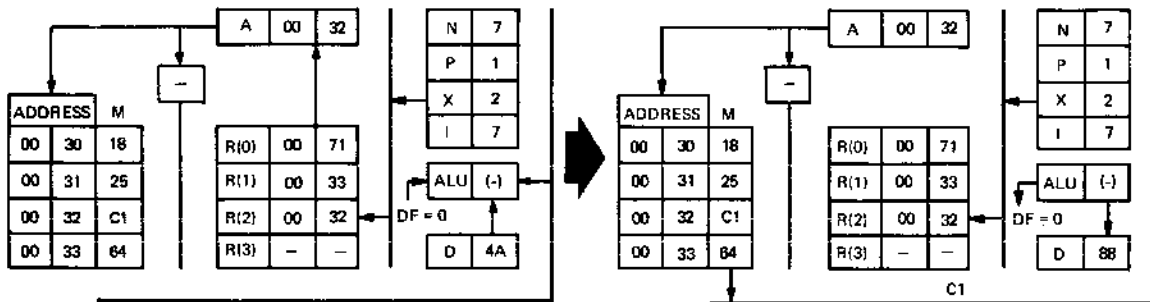 A 00 32
N 7
P 1
X 2
I 7
–
ADDRESS M
00 30 18
00 31 25
00 32 C1
00 33 64
R(0) 00 71
R(1) 00 33
R(2) 00 32
R(3) – –
ALU (-)
DF = 0
D 4A
A 00 32
N 7
P 1
X 2
I 7
–
ADDRESS M
00 30 18
00 31 25
00 32 C1
00 33 64
R(0) 00 71
R(1) 00 33
R(2) 00 32
R(3) – –
ALU (-)
DF = 0
D 88
C1